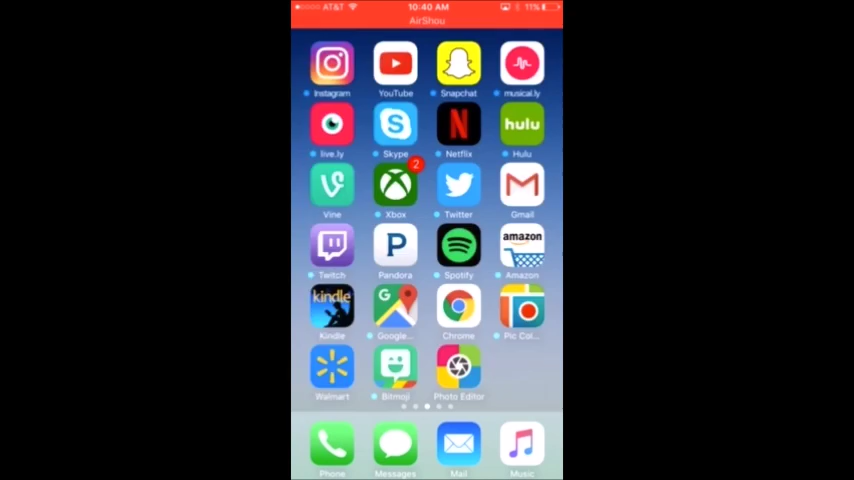 AT&T 10:40 AM 11%
AirShou
Instagram YouTube Snapchat musical.ly
hulu
live.ly Skype Netflix Hulu
2
Vine Xbox Twitter Gmail
amazon
Twitch Pandora Spotify Amazon
kindle G
Kindle Google... Chrome Pic Col...
Walmart Bitmoji Photo Editor
Phone Messages Mail Music